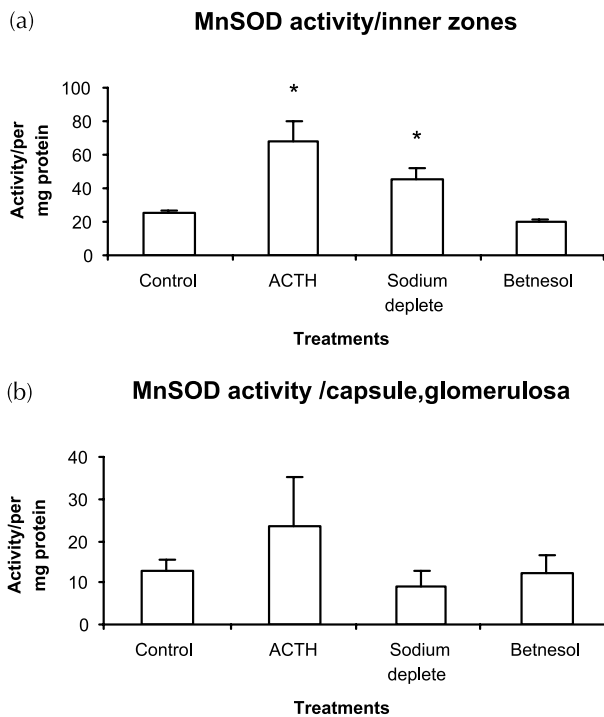 (a)
MnSOD activity/inner zones
Activity/per
mg protein
100
80
60
40
20
0
*
*
Control ACTH Sodium Betnesol
deplete
Treatments
(b)
MnSOD activity /capsule,glomerulosa
Activity/per
mg protein
40
30
20
10
0
Control ACTH Sodium Betnesol
deplete
Treatments